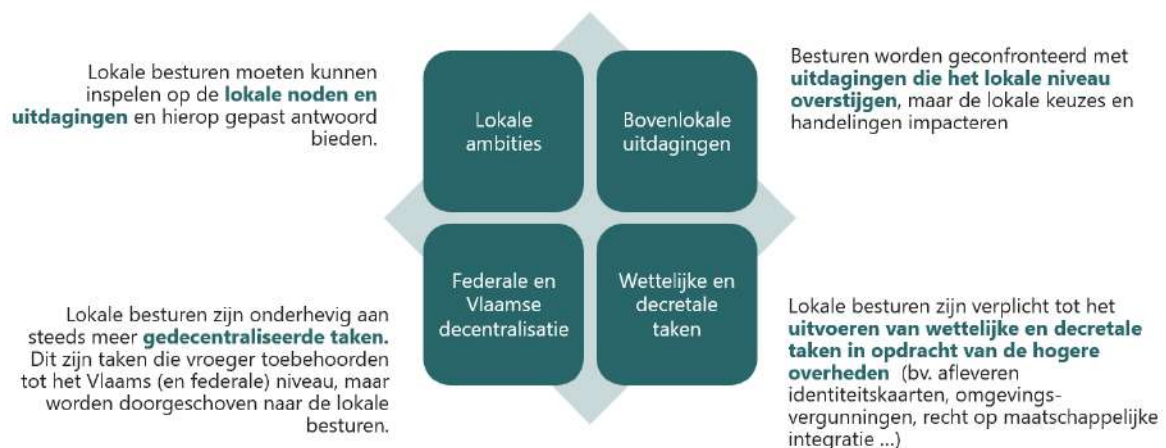 Lokale besturen moeten kunnen
inspelen op de lokale noden en
uitdagingen en hierop gepast antwoord
bieden.
Lokale
ambities
Bovenlokale
uitdagingen
Besturen worden geconfronteerd met
uitdagingen die het lokale niveau
overstijgen, maar de lokale keuzes en
handelingen impacteren
Lokale besturen zijn onderhevig aan
steeds meer gedecentraliseerde taken.
Dit zijn taken die vroeger toebehoorden
tot het Vlaams (en federale) niveau, maar
worden doorgeschoven naar de lokale
besturen.
Federale en
Vlaamse
decentralisatie
Wettelijke en
decretale
taken
Lokale besturen zijn verplicht tot het
uitvoeren van wettelijke en decretale
taken in opdracht van de hogere
overheden (bv. afleveren
identiteitskaarten, omgevings-
vergunningen, recht op maatschappelijke
integratie ...)